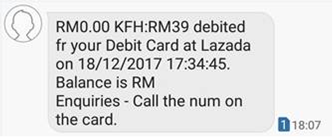 RM0.00 KFH:RM39 debited
fr your Debit Card at Lazada
on 18/12/2017 17:34:45.
Balance is RM
Enquiries - Call the num on
the card.
1 18:07